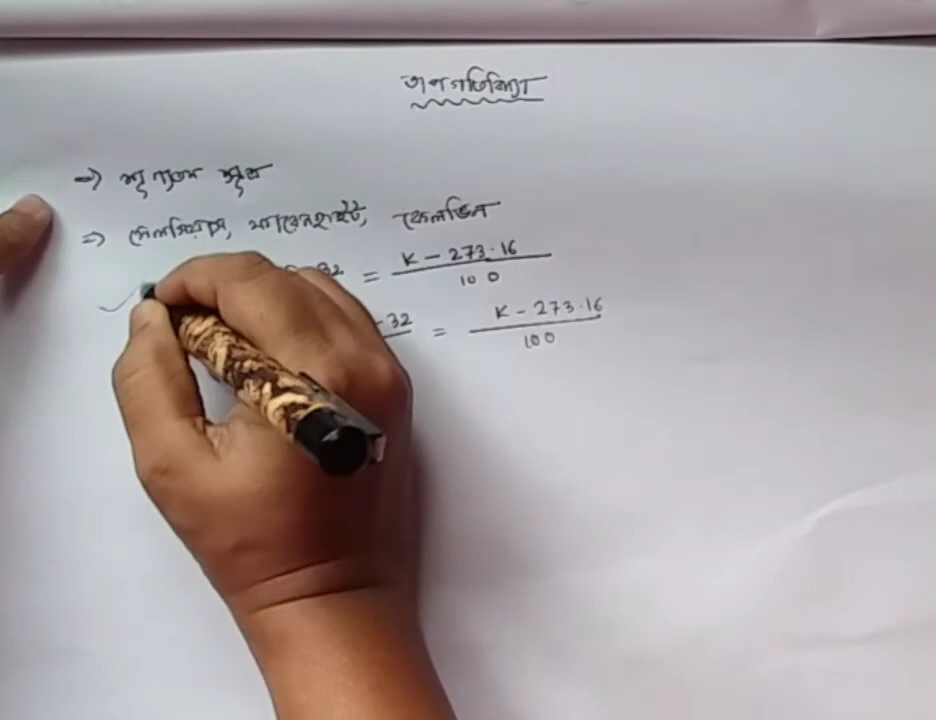 তাপগতিবিদ্যা
=> শূন্যতম সূত্র
=> সেলসিয়াস, ফারেনহাইট, কেলভিন
32 = K - 273.16 / 100
- 32 = K - 273.16 / 100